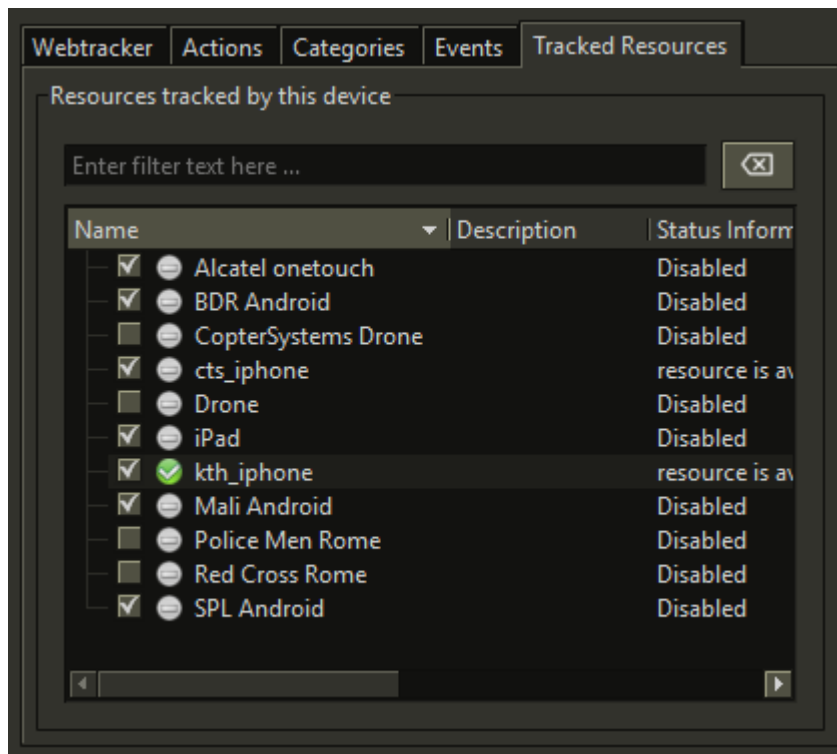 Webtracker Actions Categories Events Tracked Resources
Resources tracked by this device
Enter filter text here ...
Name Description Status Inform
Alcatel onetouch Disabled
BDR Android Disabled
CopterSystems Drone Disabled
cts_iphone resource is av
Drone Disabled
iPad Disabled
kth_iphone resource is av
Mali Android Disabled
Police Men Rome Disabled
Red Cross Rome Disabled
SPL Android Disabled